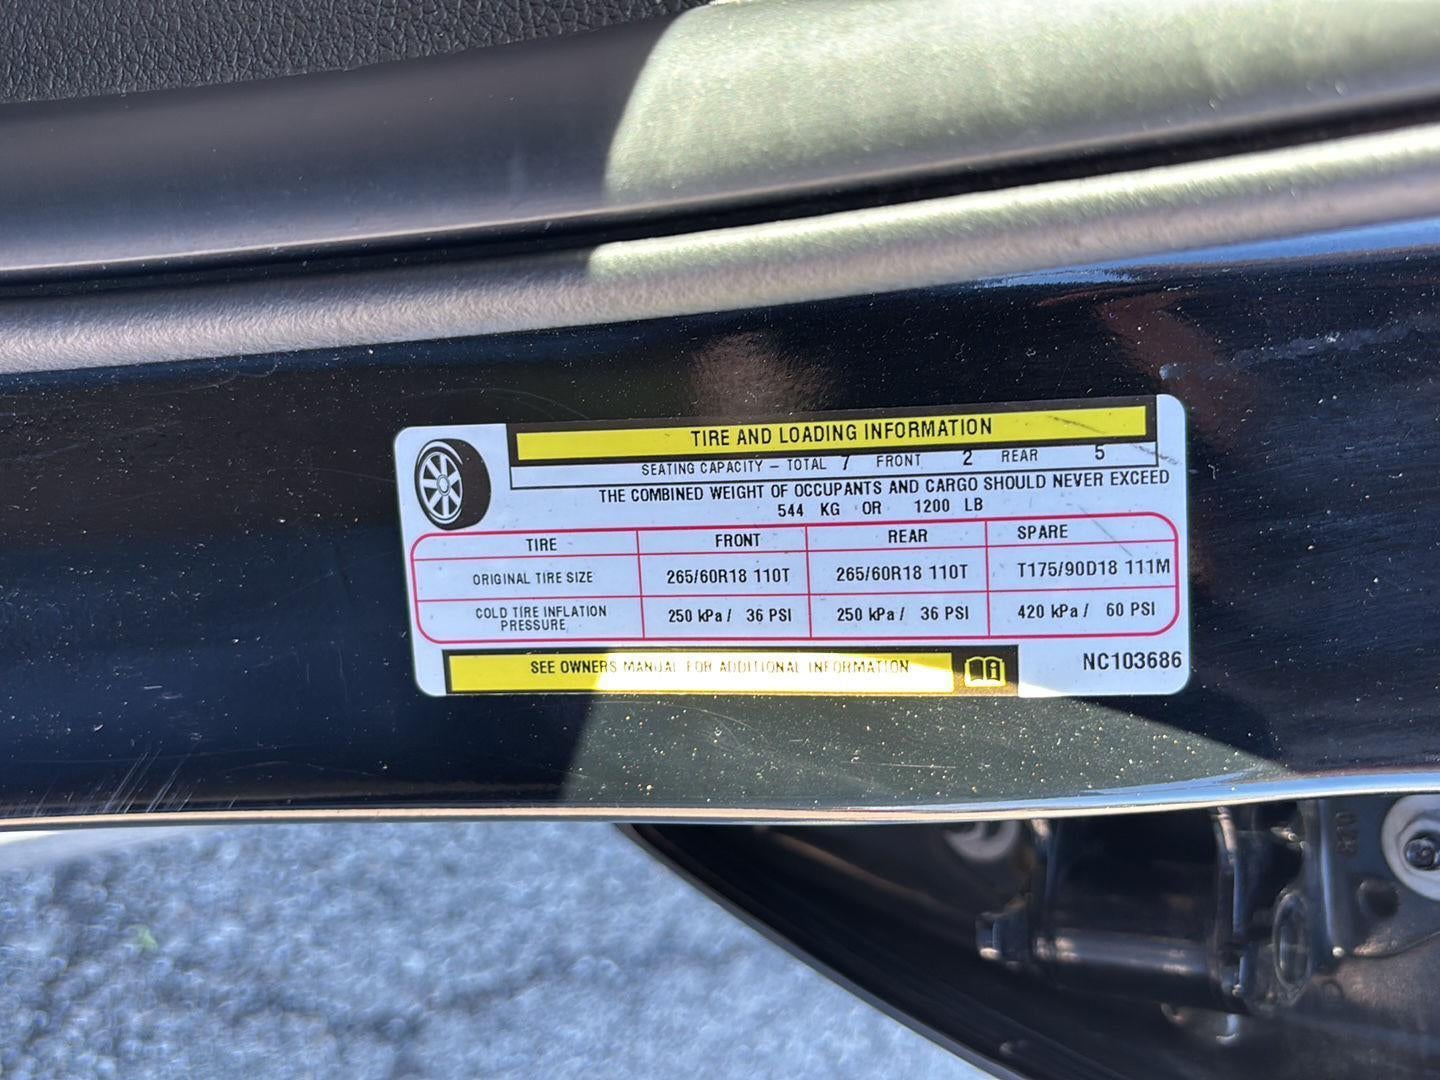 TIRE AND LOADING INFORMATION
SEATING CAPACITY - TOTAL 7 FRONT 2 REAR 5
THE COMBINED WEIGHT OF OCCUPANTS AND CARGO SHOULD NEVER EXCEED
544 KG OR 1200 LB
TIRE FRONT REAR SPARE
ORIGINAL TIRE SIZE 265/60R18 110T 265/60R18 110T T175/90D18 111M
COLD TIRE INFLATION
PRESSURE 250 kPa / 36 PSI 250 kPa / 36 PSI 420 kPa / 60 PSI
SEE OWNERS MANUAL FOR ADDITIONAL INFORMATION
NC103686